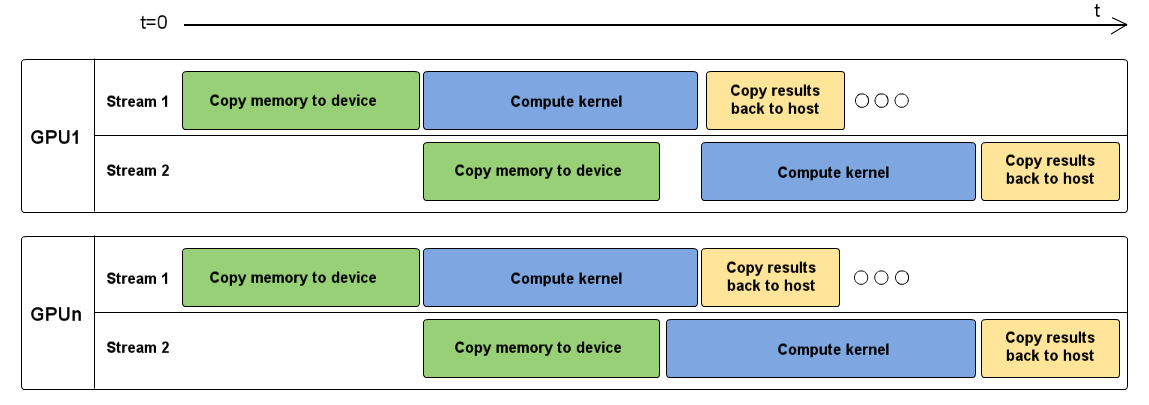 t=0
t
GPU1
Stream 1
Copy memory to device
Compute kernel
Copy results
back to host
Stream 2
Copy memory to device
Compute kernel
Copy results
back to host
GPUn
Stream 1
Copy memory to device
Compute kernel
Copy results
back to host
Stream 2
Copy memory to device
Compute kernel
Copy results
back to host